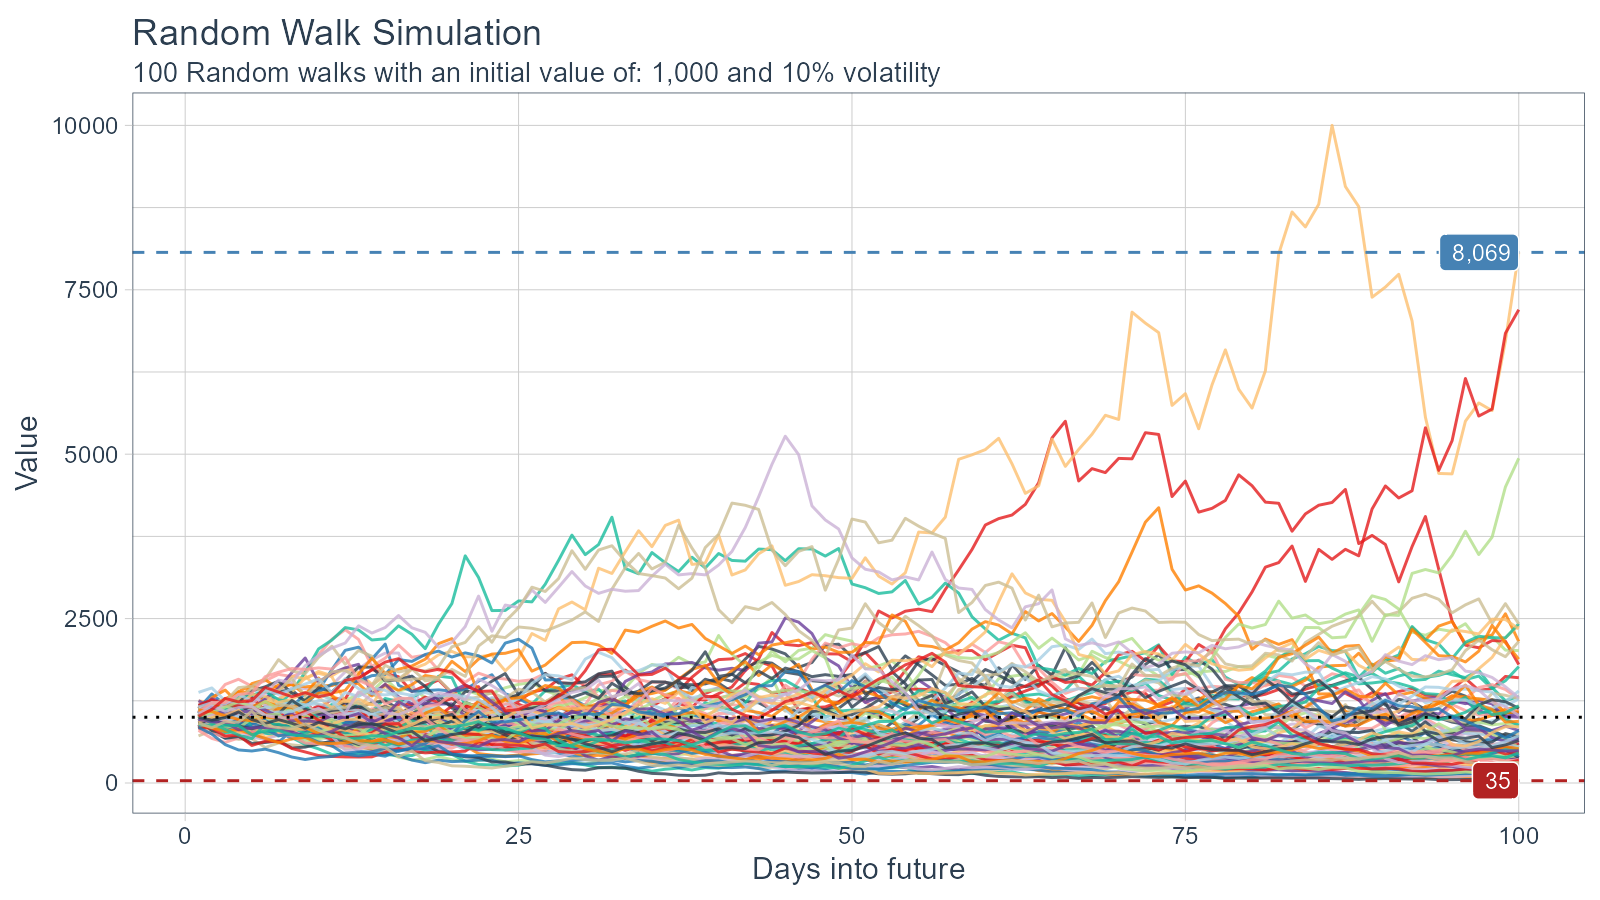 Random Walk Simulation
100 Random walks with an initial value of: 1,000 and 10% volatility
10000
8,069
7500
Value
5000
2500
0
35
0 25 50 75 100
Days into future